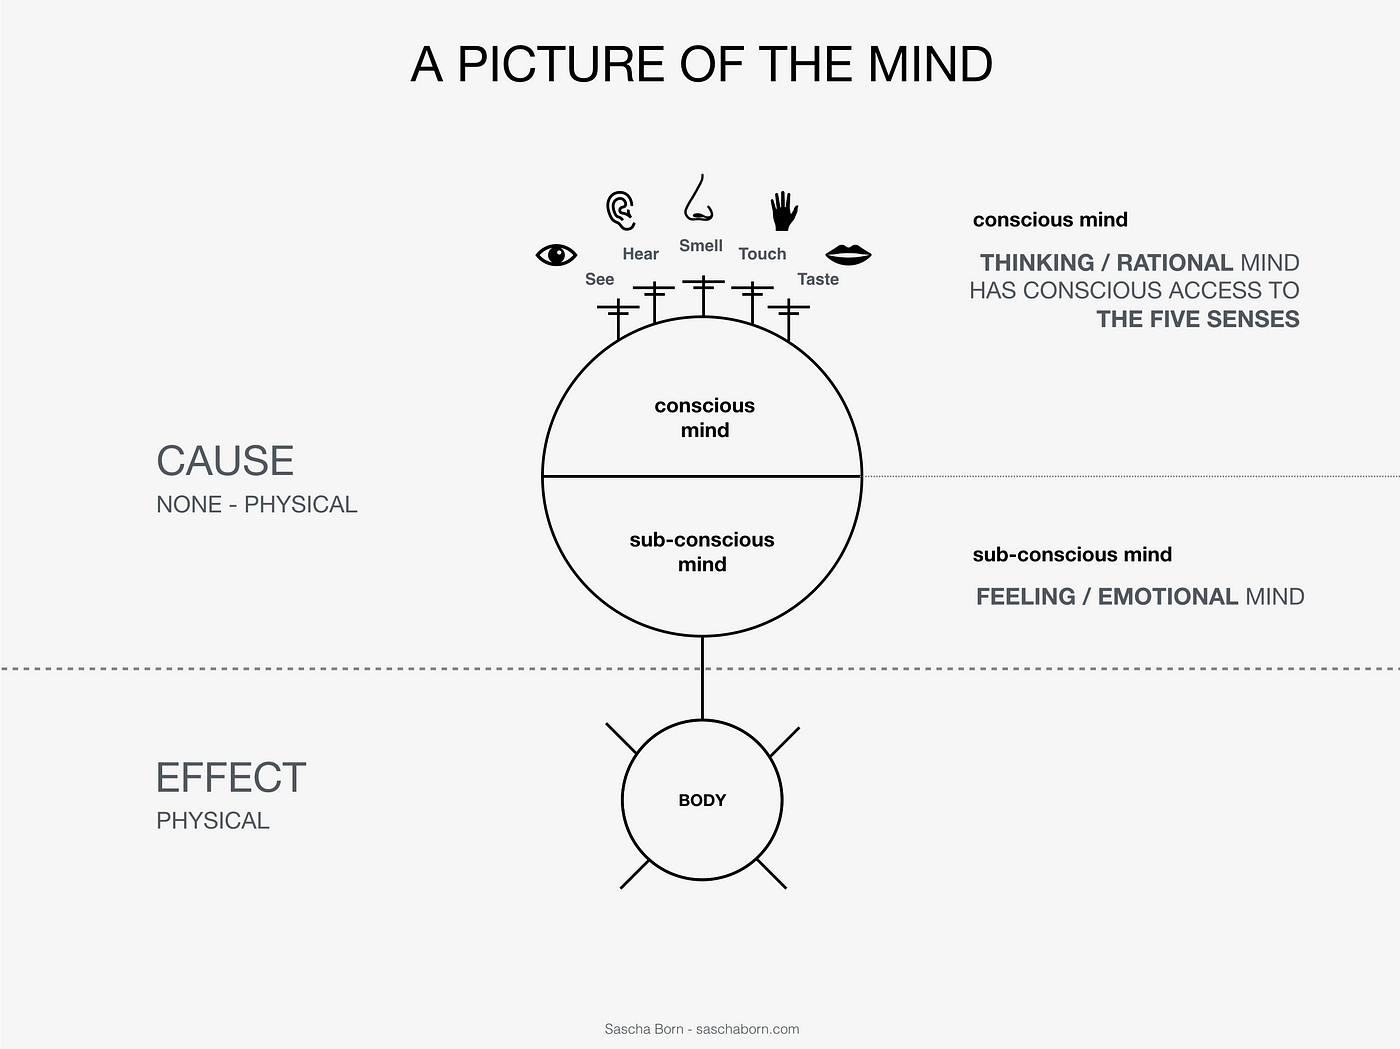 A PICTURE OF THE MIND
Smell
Hear
Touch
See
Taste
conscious mind
THINKING / RATIONAL MIND
HAS CONSCIOUS ACCESS TO
THE FIVE SENSES
conscious
mind
CAUSE
NONE - PHYSICAL
sub-conscious
mind
sub-conscious mind
FEELING / EMOTIONAL MIND
EFFECT
PHYSICAL
BODY
Sascha Born - saschaborn.com